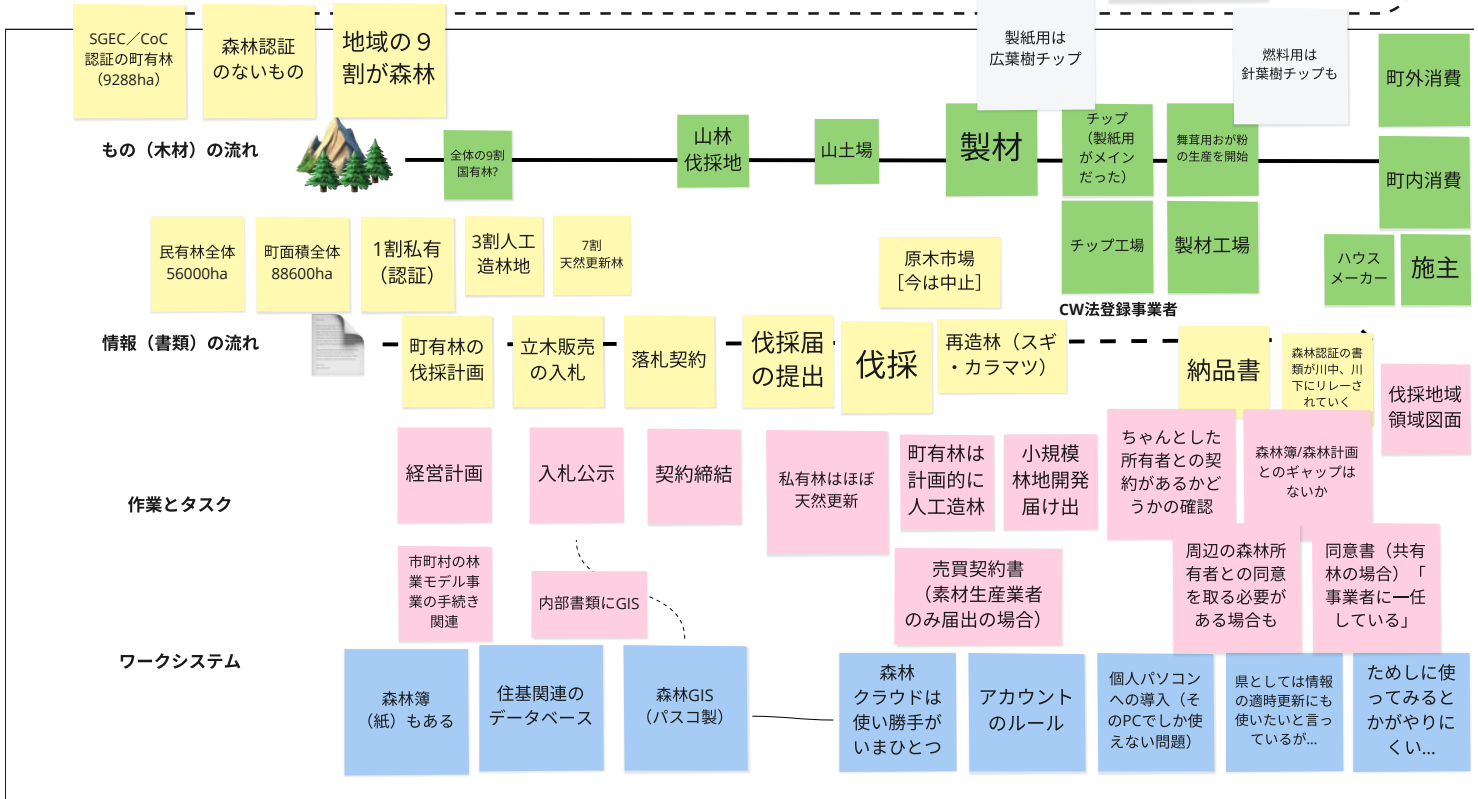 SGEC／CoC
認証の町有林
（9288ha）
森林認証
のないもの
地域の９
割が森林
製紙用は
広葉樹チップ
燃料用は
針葉樹チップも
町外消費
もの（木材）の流れ
全体の9割
国有林?
山林
伐採地
山土場
製材
チップ
（製紙用
がメイン
だった）
舞茸用おが粉
の生産を開始
町内消費
民有林全体
56000ha
町面積全体
88600ha
1割私有
（認証）
3割人工
造林地
7割
天然更新林
原木市場
［今は中止］
チップ工場
製材工場
ハウス
メーカー
施主
CW法登録事業者
情報（書類）の流れ
町有林の
伐採計画
立木販売
の入札
落札契約
伐採届
の提出
伐採
再造林（スギ
・カラマツ）
納品書
森林認証の書
類が川中、川
下にリレーさ
れていく
伐採地域
領域図面
作業とタスク
経営計画
入札公示
契約締結
私有林はほぼ
天然更新
町有林は
計画的に
人工造林
小規模
林地開発
届け出
ちゃんとした
所有者との契
約があるかど
うかの確認
森林簿/森林計画
とのギャップは
ないか
市町村の林
業モデル事
業の手続き
関連
内部書類にGIS
売買契約書
（素材生産業者
のみ届出の場合）
周辺の森林所
有者との同意
を取る必要が
ある場合も
同意書（共有
林の場合）「
事業者に一任
している」
ワークシステム
森林簿
（紙）もある
住基関連の
データベース
森林GIS
（パスコ製）
森林
クラウドは
使い勝手が
いまひとつ
アカウント
のルール
個人パソコン
への導入（そ
のPCでしか使
えない問題）
県としては情報
の適時更新にも
使いたいと言っ
ているが…
ためしに使
ってみると
かがやりに
くい…